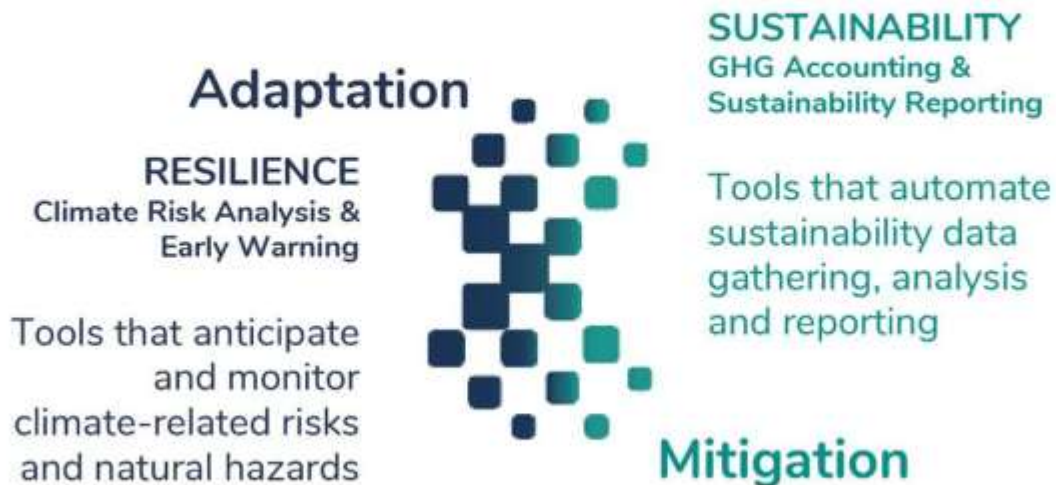 Adaptation
RESILIENCE
Climate Risk Analysis &
Early Warning
Tools that anticipate
and monitor
climate-related risks
and natural hazards
SUSTAINABILITY
GHG Accounting &
Sustainability Reporting
Tools that automate
sustainability data
gathering, analysis
and reporting
Mitigation